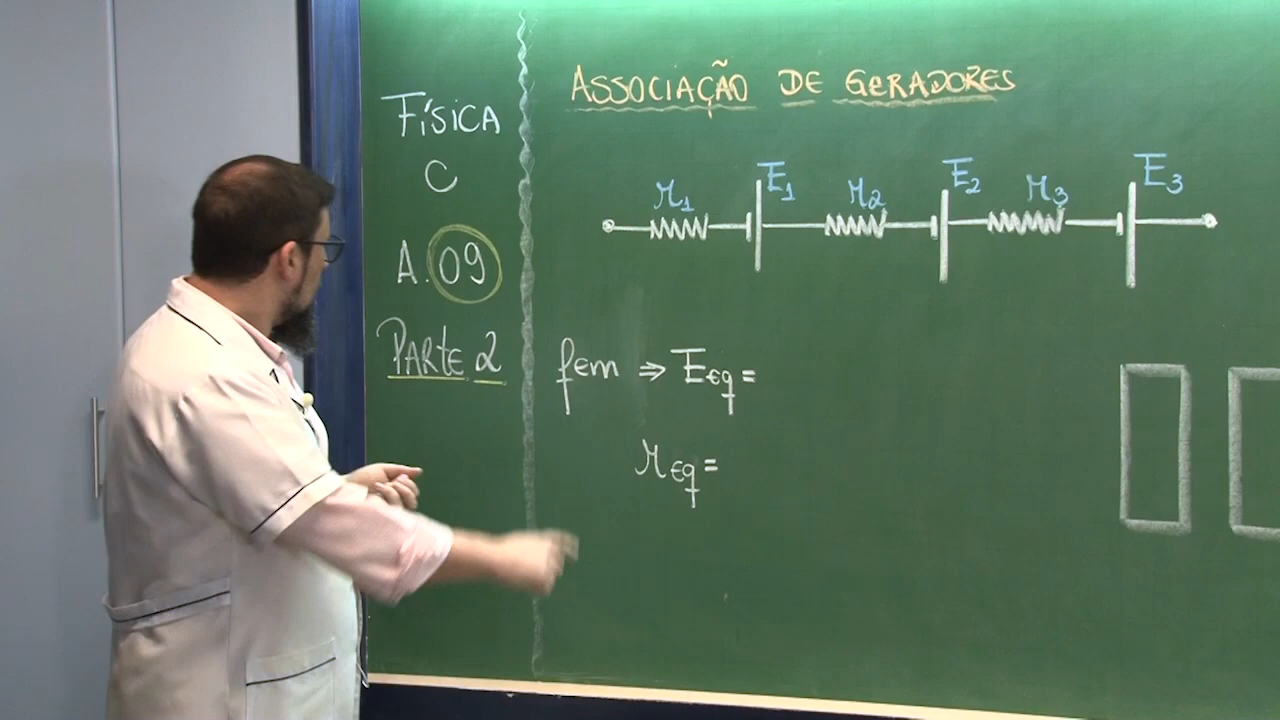 FÍSICA
C
A.09
PARTE 2
ASSOCIAÇÃO DE GERADORES
r1 E1 r2 E2 r3 E3
fem ⇒ Eeq=
req=